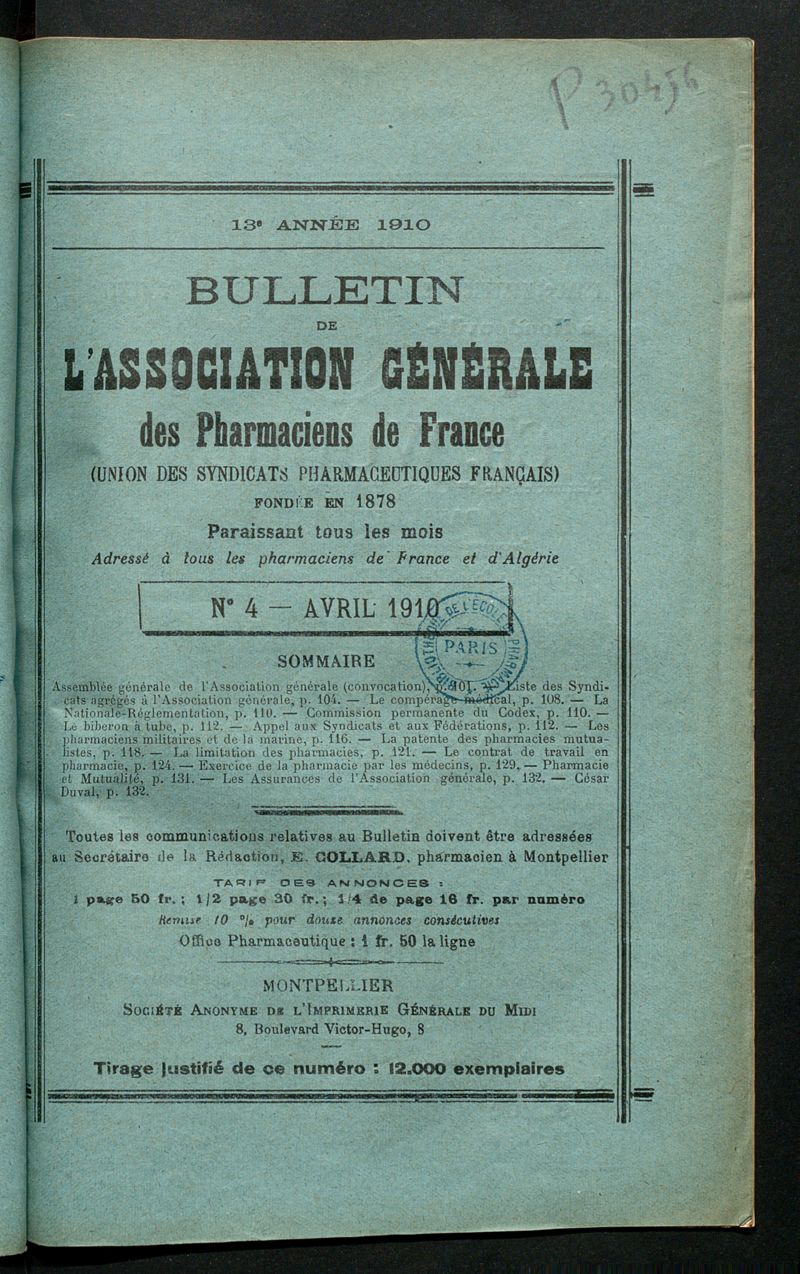 P 30454
13e ANNÉE 1910
BULLETIN
DE
L'ASSOCIATION GÉNÉRALE
des Pharmaciens de France
(UNION DES SYNDICATS PHARMACEUTIQUES FRANÇAIS)
FONDÉE EN 1878
Paraissant tous les mois
Adressé à tous les pharmaciens de France et d'Algérie
N° 4 — AVRIL 1910
DE L'ÉCOLE
PARIS
SOMMAIRE
Assemblée générale de l'Association générale (convocation), p. 101. — Liste des Syndi-
cats agrégés à l'Association générale, p. 104. — Le compérage médical, p. 108. — La
Nationale-Réglementation, p. 110. — Commission permanente du Codex, p. 110. —
Le biberon à tube, p. 112. — Appel aux Syndicats et aux Fédérations, p. 112. — Les
pharmaciens militaires et de la marine, p. 116. — La patente des pharmacies mutua-
listes, p. 118. — La limitation des pharmacies, p. 121. — Le contrat de travail en
pharmacie, p. 124. — Exercice de la pharmacie par les médecins, p. 129. — Pharmacie
et Mutualité, p. 131. — Les Assurances de l'Association générale, p. 132. — César
Duval, p. 132.
Toutes les communications relatives au Bulletin doivent être adressées
au Secrétaire de la Rédaction, E. COLLARD, pharmacien à Montpellier
TARIF DES ANNONCES :
1 page 50 fr. ; 1/2 page 30 fr. ; 1/4 de page 16 fr. par numéro
Remise 10 % pour douze annonces consécutives
Office Pharmaceutique : 1 fr. 50 la ligne
MONTPELLIER
SOCIÉTÉ ANONYME DE L'IMPRIMERIE GÉNÉRALE DU MIDI
8, Boulevard Victor-Hugo, 8
Tirage justifié de ce numéro : 12.000 exemplaires